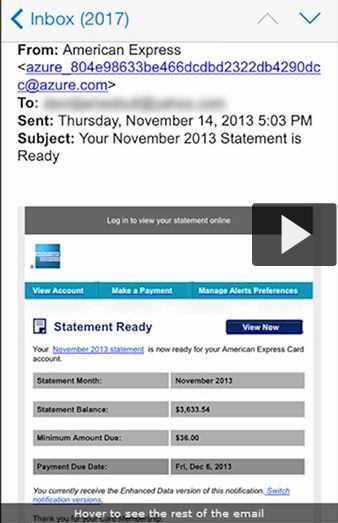 Inbox (2017)
From: American Express
<azure_804e98633be466dcdbd2322db4290dc
c@azure.com>
To:
Sent: Thursday, November 14, 2013 5:03 PM
Subject: Your November 2013 Statement is
Ready
Log in to view your statement online
View Account Make a Payment Manage Alerts Preferences
Statement Ready View Now
Your November 2013 statement is now ready for your American Express Card
account.
Statement Month: November 2013
Statement Balance: $3,633.54
Minimum Amount Due: $36.00
Payment Due Date: Fri, Dec 6, 2013
You currently receive the Enhanced Data version of this notification. Switch
notification versions.
Hover to see the rest of the email
Thank you for your Card Membership.